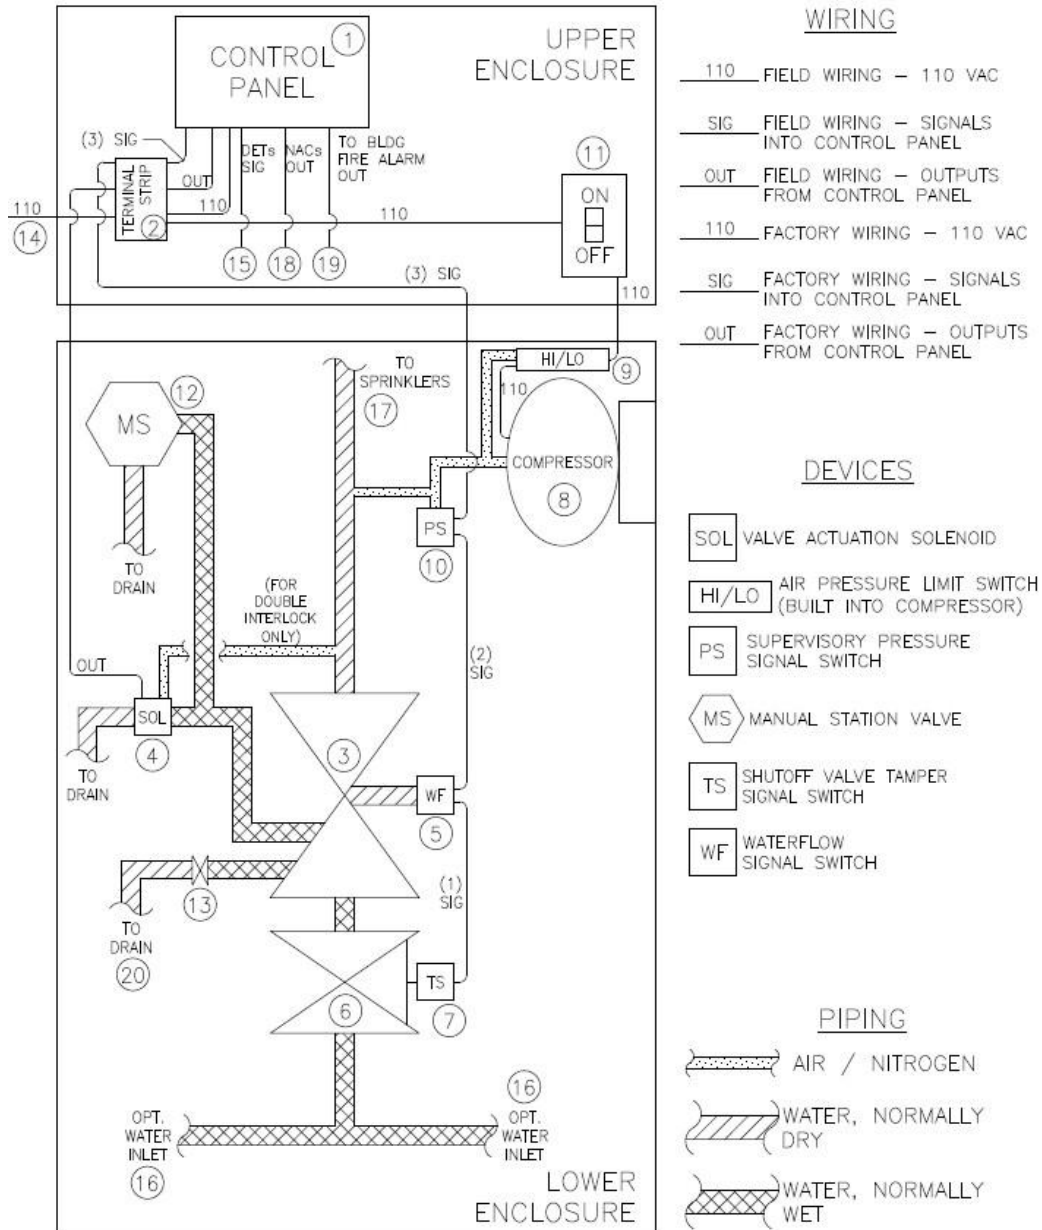 UPPER
ENCLOSURE
CONTROL
PANEL
1
(3) SIG
TERMINAL
STRIP
2
OUT
110
DETs
SIG
NACs
OUT
TO BLDG
FIRE ALARM
OUT
11
ON
OFF
110
14
110
15
18
19
(3) SIG
110
HI/LO
9
110
COMPRESSOR
8
TO
SPRINKLERS
17
12
MS
TO
DRAIN
PS
10
(FOR
DOUBLE
INTERLOCK
ONLY)
OUT
SOL
4
TO
DRAIN
(2)
SIG
3
WF
5
13
TO
DRAIN
20
(1)
SIG
TS
7
6
16
OPT.
WATER
INLET
OPT.
WATER
INLET
16
LOWER
ENCLOSURE
WIRING
110 FIELD WIRING – 110 VAC
SIG FIELD WIRING – SIGNALS
INTO CONTROL PANEL
OUT FIELD WIRING – OUTPUTS
FROM CONTROL PANEL
110 FACTORY WIRING – 110 VAC
SIG FACTORY WIRING – SIGNALS
INTO CONTROL PANEL
OUT FACTORY WIRING – OUTPUTS
FROM CONTROL PANEL
DEVICES
SOL VALVE ACTUATION SOLENOID
HI/LO AIR PRESSURE LIMIT SWITCH
(BUILT INTO COMPRESSOR)
PS SUPERVISORY PRESSURE
SIGNAL SWITCH
MS MANUAL STATION VALVE
TS SHUTOFF VALVE TAMPER
SIGNAL SWITCH
WF WATERFLOW
SIGNAL SWITCH
PIPING
AIR / NITROGEN
WATER, NORMALLY
DRY
WATER, NORMALLY
WET